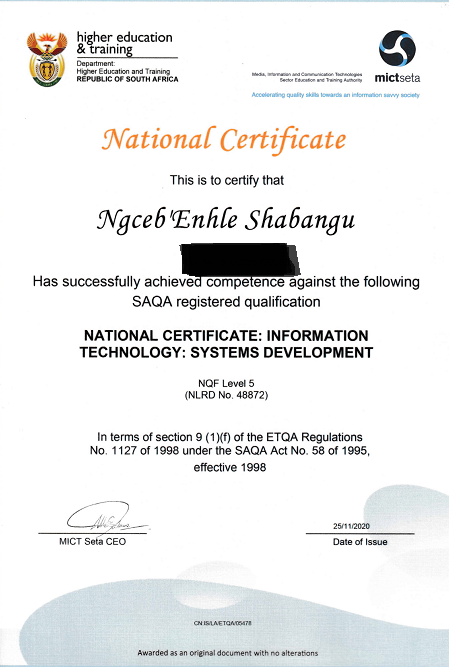 higher education
& training
Department:
Higher Education and Training
REPUBLIC OF SOUTH AFRICA
Media, Information and Communication Technologies
Sector Education and Training Authority
mictseta
Accelerating quality skills towards an information savvy society
National Certificate
This is to certify that
Ngceb'Enhle Shabangu
Has successfully achieved competence against the following
SAQA registered qualification
NATIONAL CERTIFICATE: INFORMATION
TECHNOLOGY: SYSTEMS DEVELOPMENT
NQF Level 5
(NLRD No. 48872)
In terms of section 9 (1)(f) of the ETQA Regulations
No. 1127 of 1998 under the SAQA Act No. 58 of 1995,
effective 1998
25/11/2020
MICT Seta CEO
Date of Issue
CN:IS/LA/ETQA/05478
Awarded as an original document with no alterations